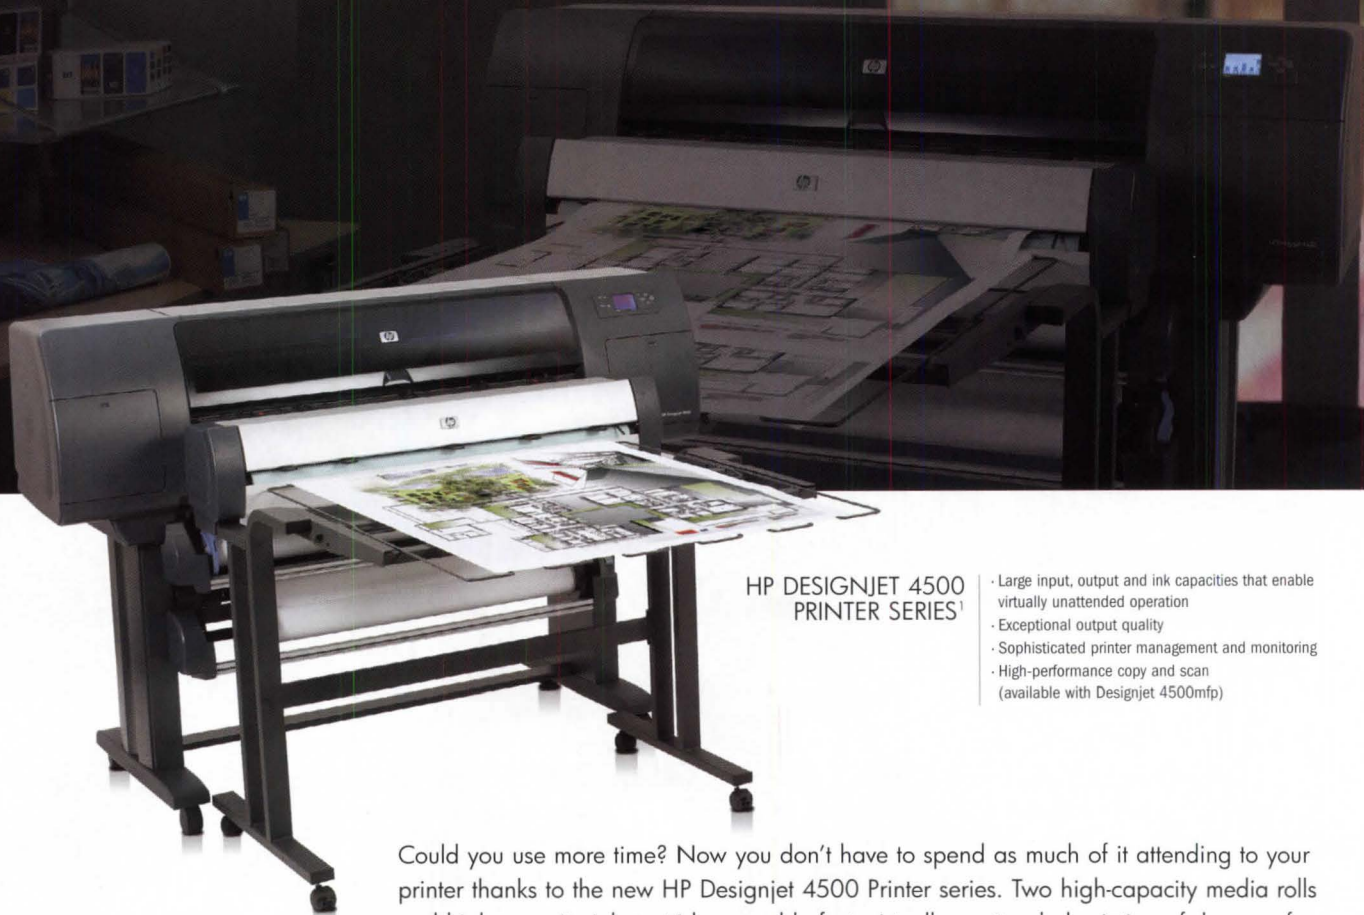 HP DESIGNJET 4500
PRINTER SERIES¹
· Large input, output and ink capacities that enable
virtually unattended operation
· Exceptional output quality
· Sophisticated printer management and monitoring
· High-performance copy and scan
(available with Designjet 4500mfp)
Could you use more time? Now you don't have to spend as much of it attending to your
printer thanks to the new HP Designjet 4500 Printer series. Two high-capacity media rolls